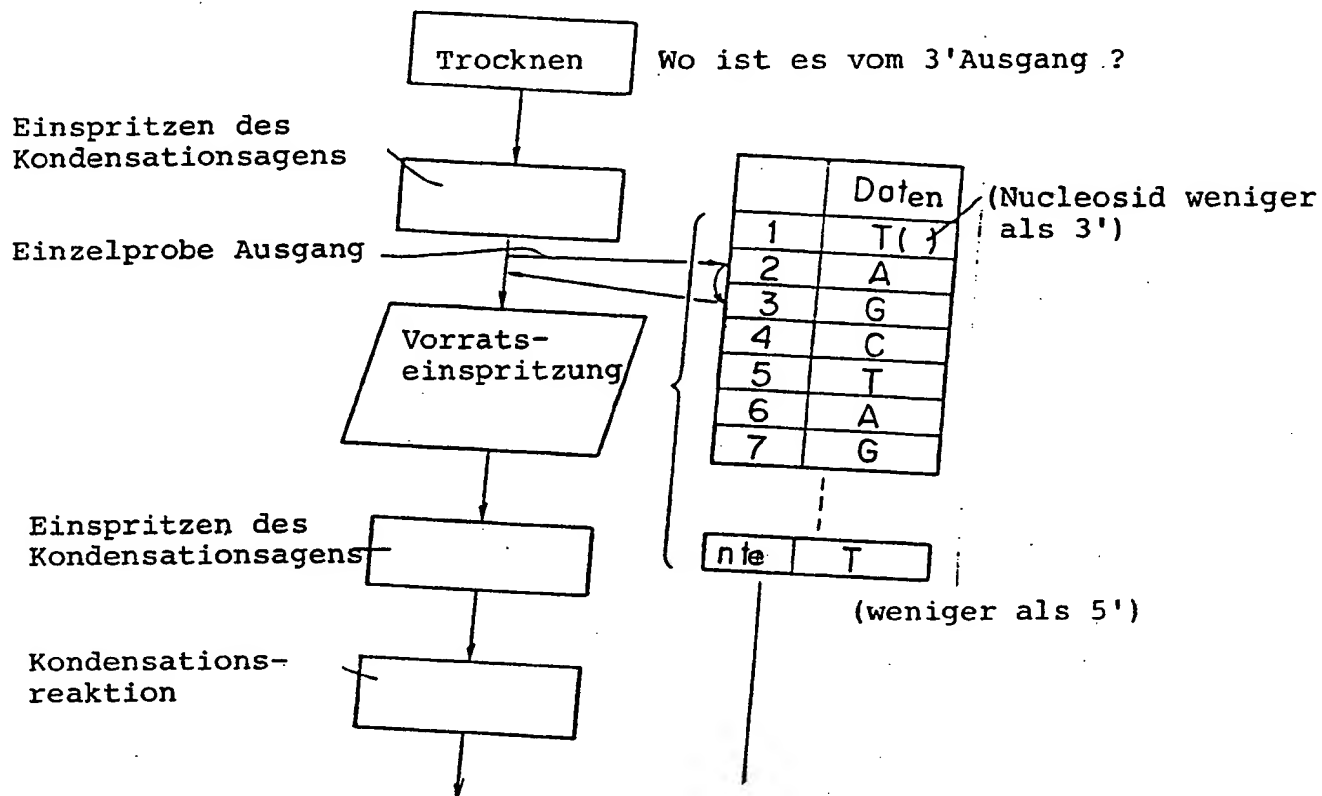 Trocknen
Wo ist es vom 3'Ausgang ?
Einspritzen des
Kondensationsagens
Einzelprobe Ausgang
Vorrats-
einspritzung
Einspritzen des
Kondensationsagens
Kondensations-
reaktion
Daten
1 T( )
2 A
3 G
4 C
5 T
6 A
7 G
nte T
(Nucleosid weniger
als 3')
(weniger als 5')